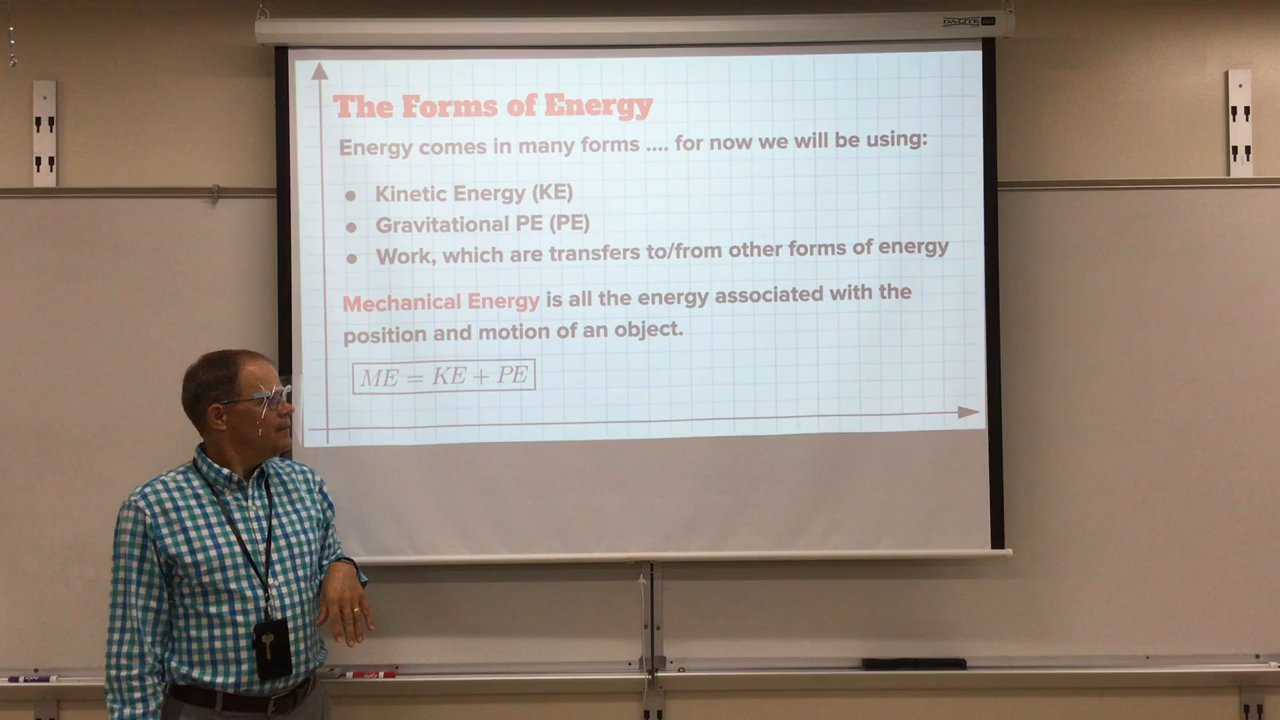 DA-LITE
The Forms of Energy
Energy comes in many forms .... for now we will be using:
● Kinetic Energy (KE)
● Gravitational PE (PE)
● Work, which are transfers to/from other forms of energy
Mechanical Energy is all the energy associated with the
position and motion of an object.
ME = KE + PE